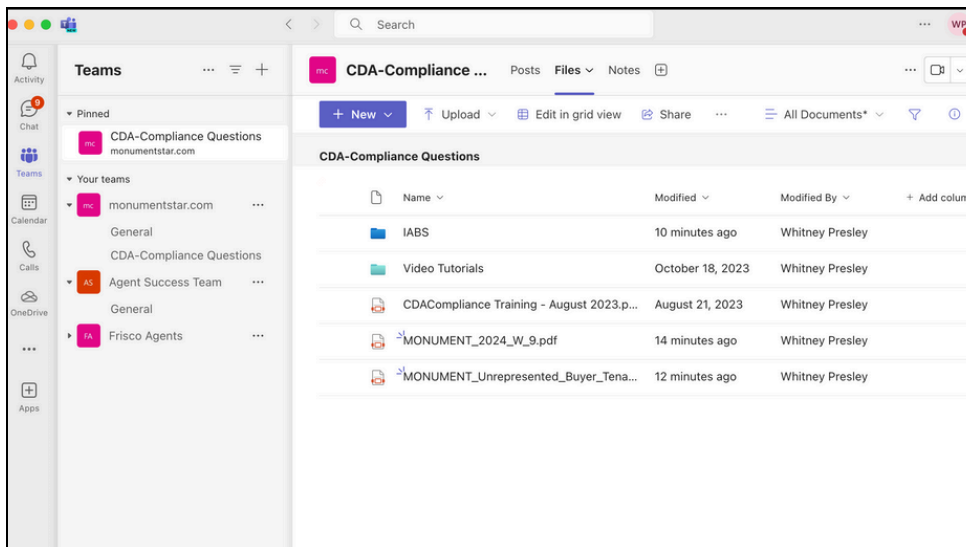 Search
WP
Activity
9
Chat
Teams
Calendar
Calls
OneDrive
Apps
Teams
Pinned
mc CDA-Compliance Questions
monumentstar.com
Your teams
mc monumentstar.com
General
CDA-Compliance Questions
AS Agent Success Team
General
FA Frisco Agents
mc CDA-Compliance ... Posts Files Notes
+ New Upload Edit in grid view Share ... All Documents*
CDA-Compliance Questions
Name Modified Modified By + Add colum
IABS 10 minutes ago Whitney Presley
Video Tutorials October 18, 2023 Whitney Presley
CDACompliance Training - August 2023.p... August 21, 2023 Whitney Presley
MONUMENT_2024_W_9.pdf 14 minutes ago Whitney Presley
MONUMENT_Unrepresented_Buyer_Tena... 12 minutes ago Whitney Presley